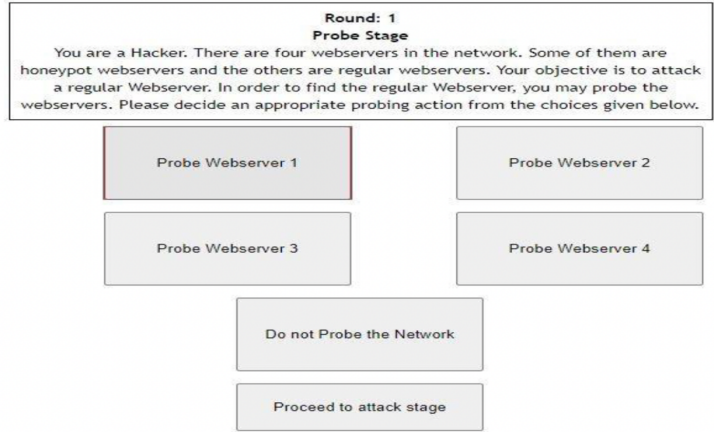 Round: 1
Probe Stage
You are a Hacker. There are four webservers in the network. Some of them are
honeypot webservers and the others are regular webservers. Your objective is to attack
a regular Webserver. In order to find the regular Webserver, you may probe the
webservers. Please decide an appropriate probing action from the choices given below.
Probe Webserver 1
Probe Webserver 2
Probe Webserver 3
Probe Webserver 4
Do not Probe the Network
Proceed to attack stage